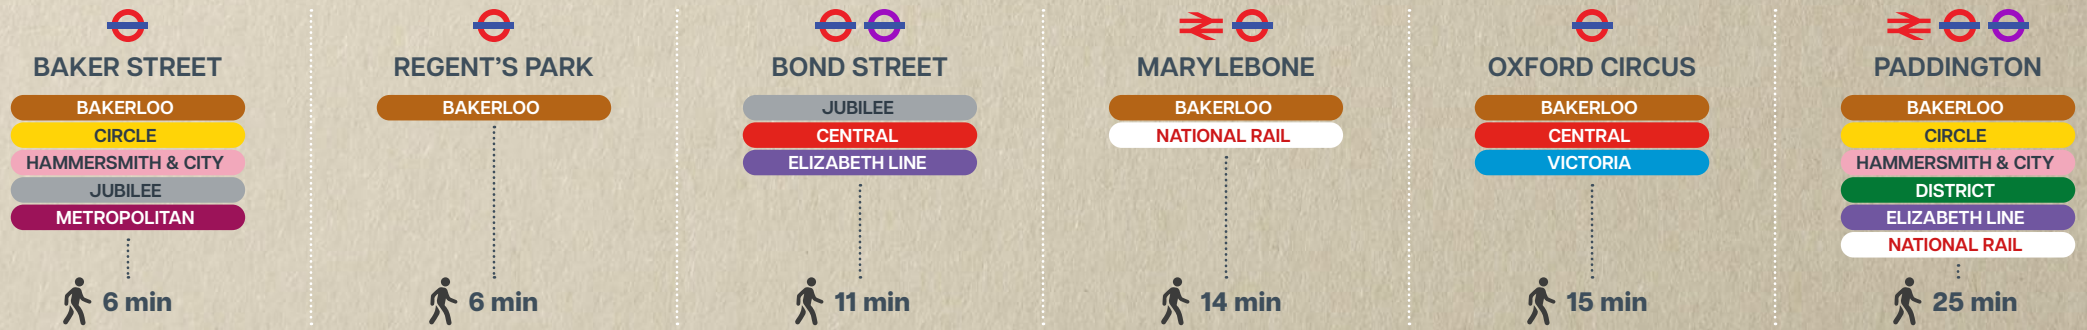 BAKER STREET
BAKERLOO
CIRCLE
HAMMERSMITH & CITY
JUBILEE
METROPOLITAN
6 min
REGENT'S PARK
BAKERLOO
6 min
BOND STREET
JUBILEE
CENTRAL
ELIZABETH LINE
11 min
MARYLEBONE
BAKERLOO
NATIONAL RAIL
14 min
OXFORD CIRCUS
BAKERLOO
CENTRAL
VICTORIA
15 min
PADDINGTON
BAKERLOO
CIRCLE
HAMMERSMITH & CITY
DISTRICT
ELIZABETH LINE
NATIONAL RAIL
25 min